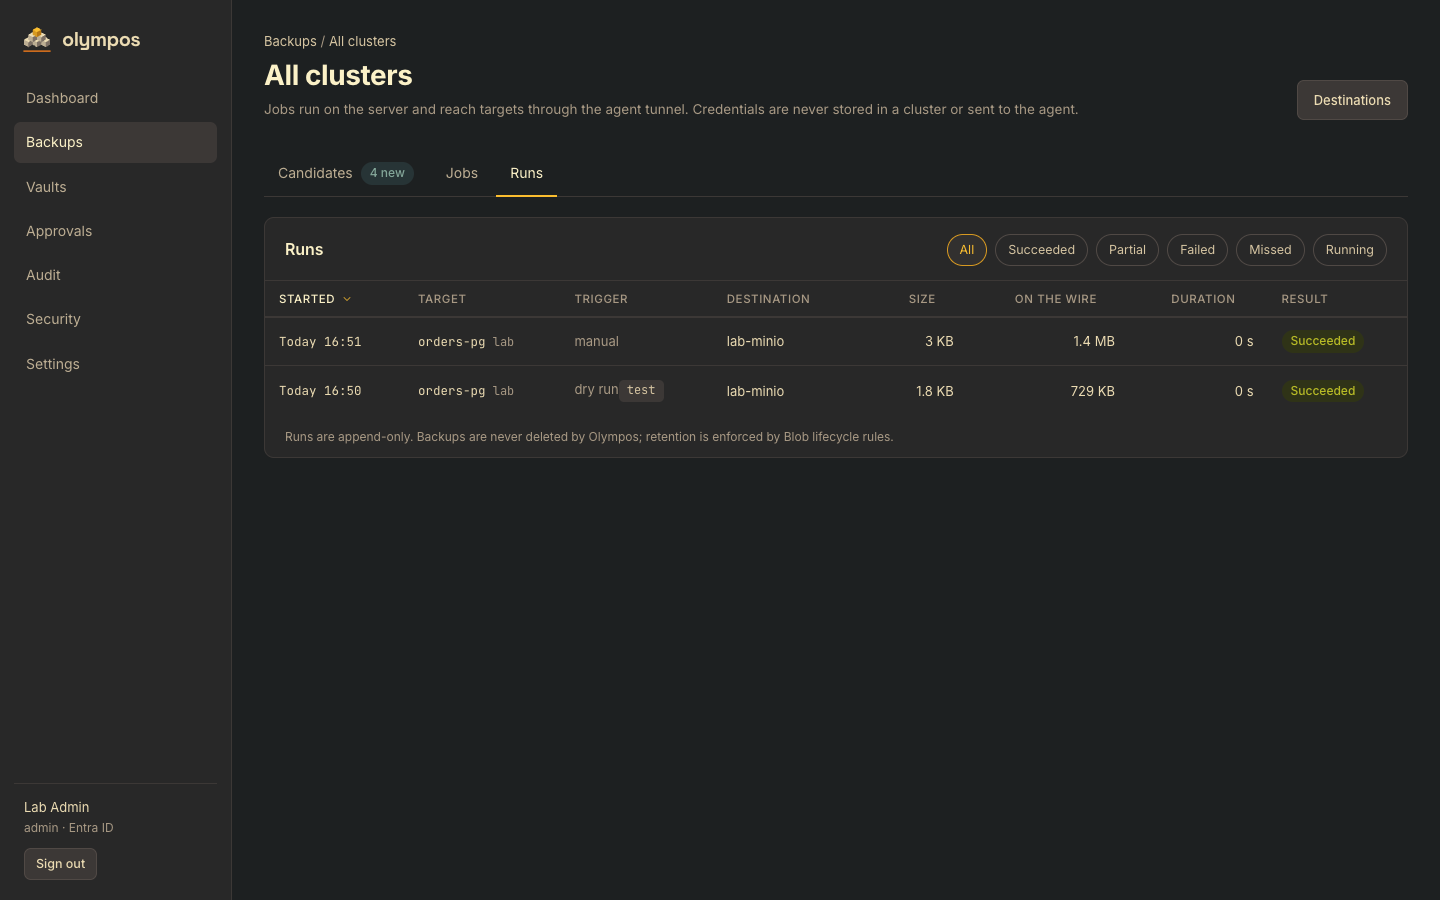 olympos
Dashboard
Backups
Vaults
Approvals
Audit
Security
Settings
Lab Admin
admin · Entra ID
Sign out
Backups / All clusters
All clusters
Jobs run on the server and reach targets through the agent tunnel. Credentials are never stored in a cluster or sent to the agent.
Destinations
Candidates 4 new Jobs Runs
Runs All Succeeded Partial Failed Missed Running
STARTED TARGET TRIGGER DESTINATION SIZE ON THE WIRE DURATION RESULT
Today 16:51 orders-pg lab manual lab-minio 3 KB 1.4 MB 0 s Succeeded
Today 16:50 orders-pg lab dry run test lab-minio 1.8 KB 729 KB 0 s Succeeded
Runs are append-only. Backups are never deleted by Olympos; retention is enforced by Blob lifecycle rules.